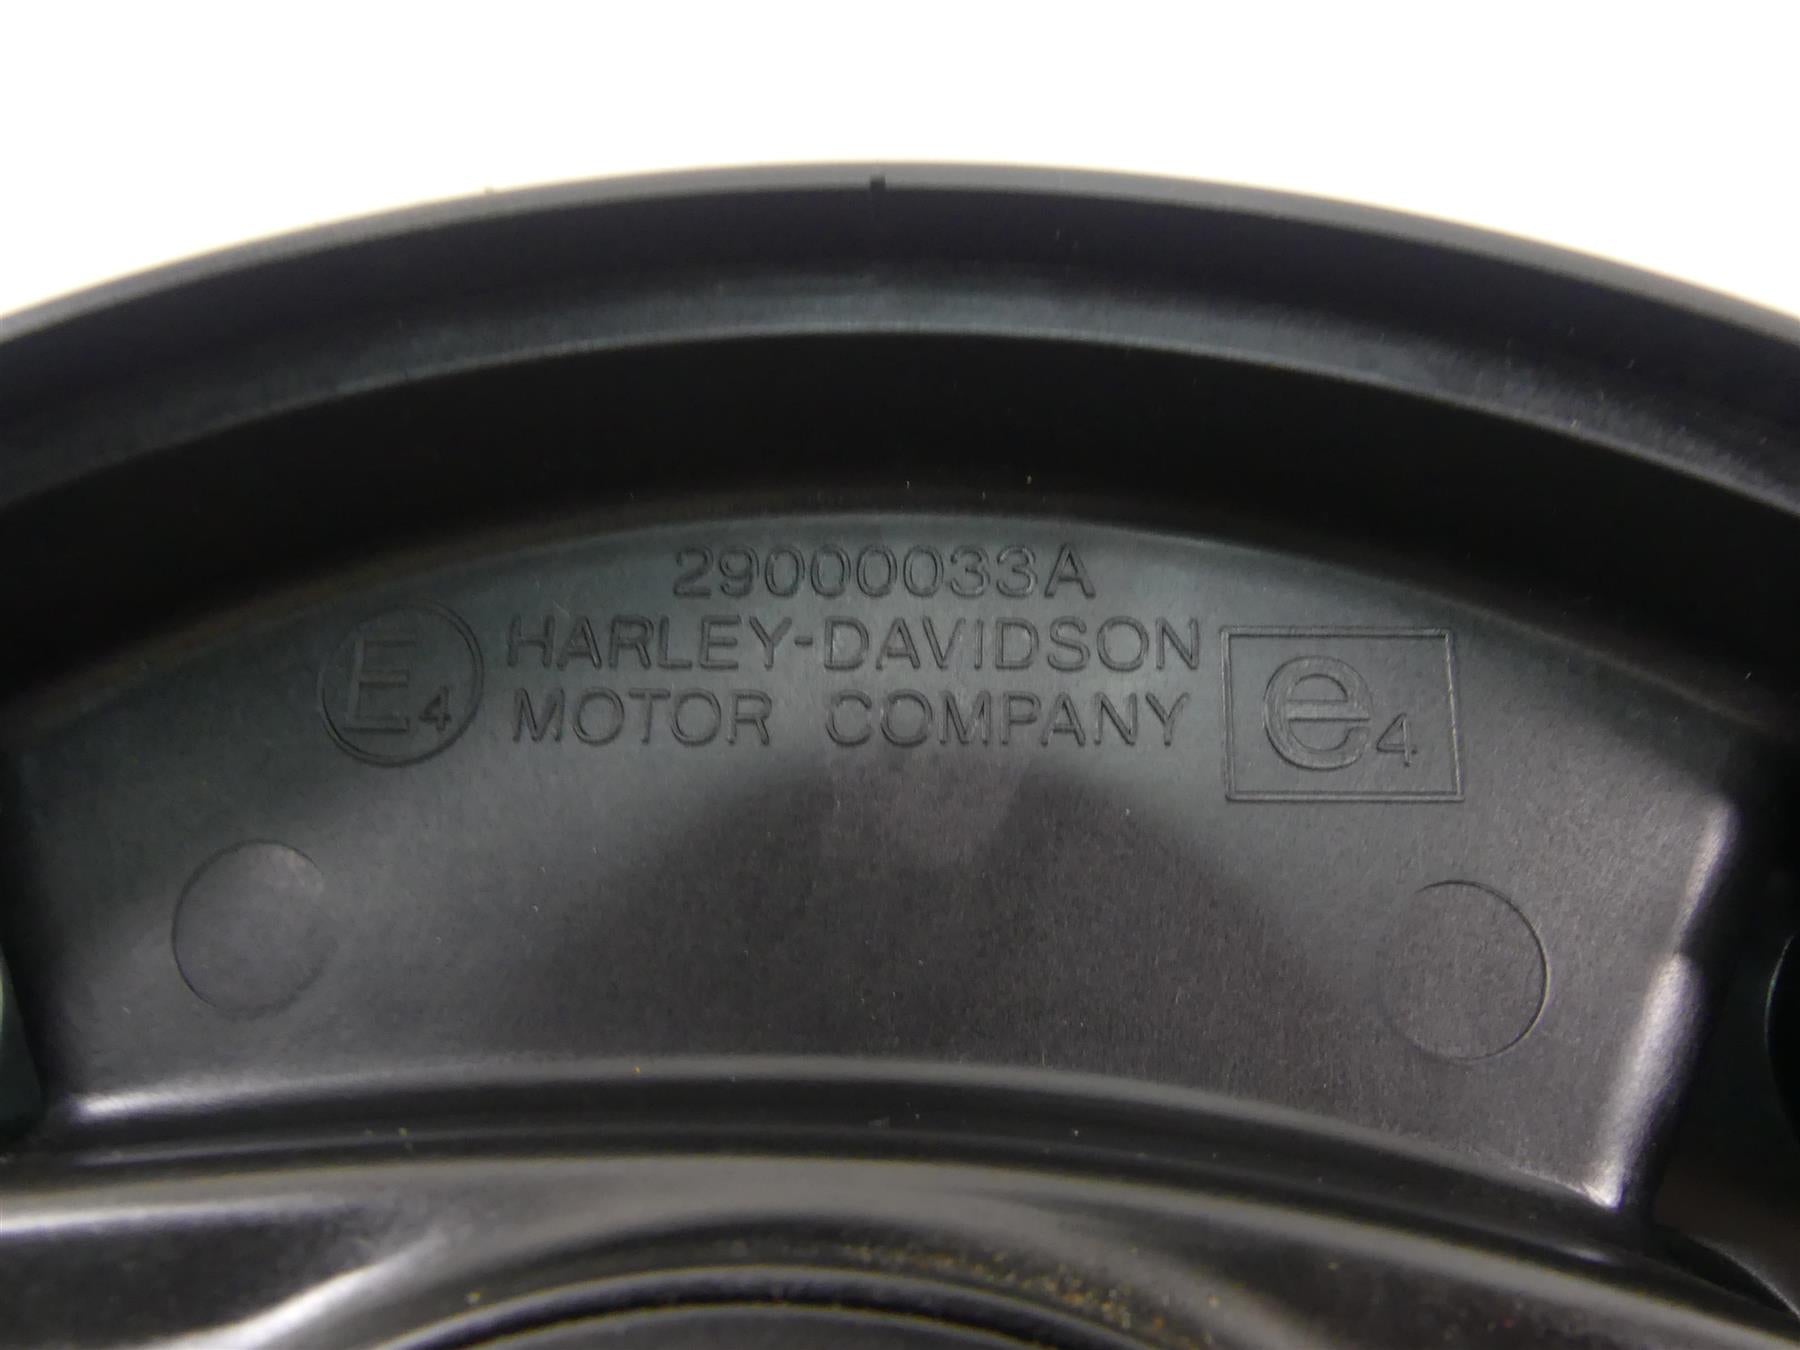 29000033A
HARLEY-DAVIDSON
MOTOR COMPANY
E4
e4